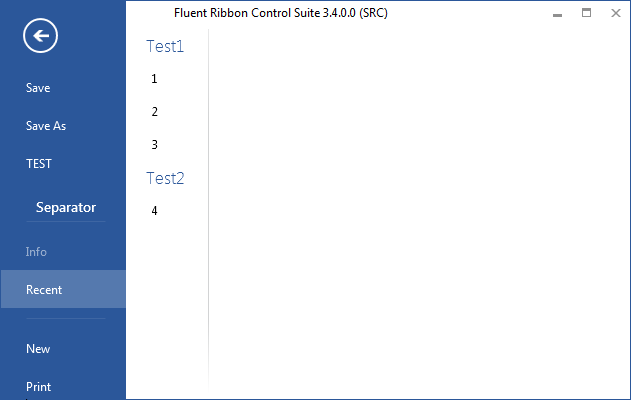 Fluent Ribbon Control Suite 3.4.0.0 (SRC)
Save
Save As
TEST
Separator
Info
Recent
New
Print
Test1
1
2
3
Test2
4